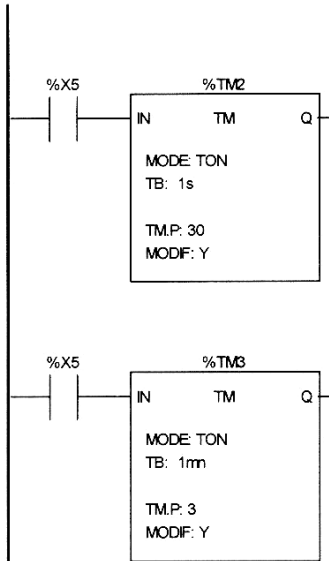 %X5 %TM2
IN TM Q
MODE: TON
TB: 1s
TM.P: 30
MODIF: Y
%X5 %TM3
IN TM Q
MODE: TON
TB: 1mn
TM.P: 3
MODIF: Y